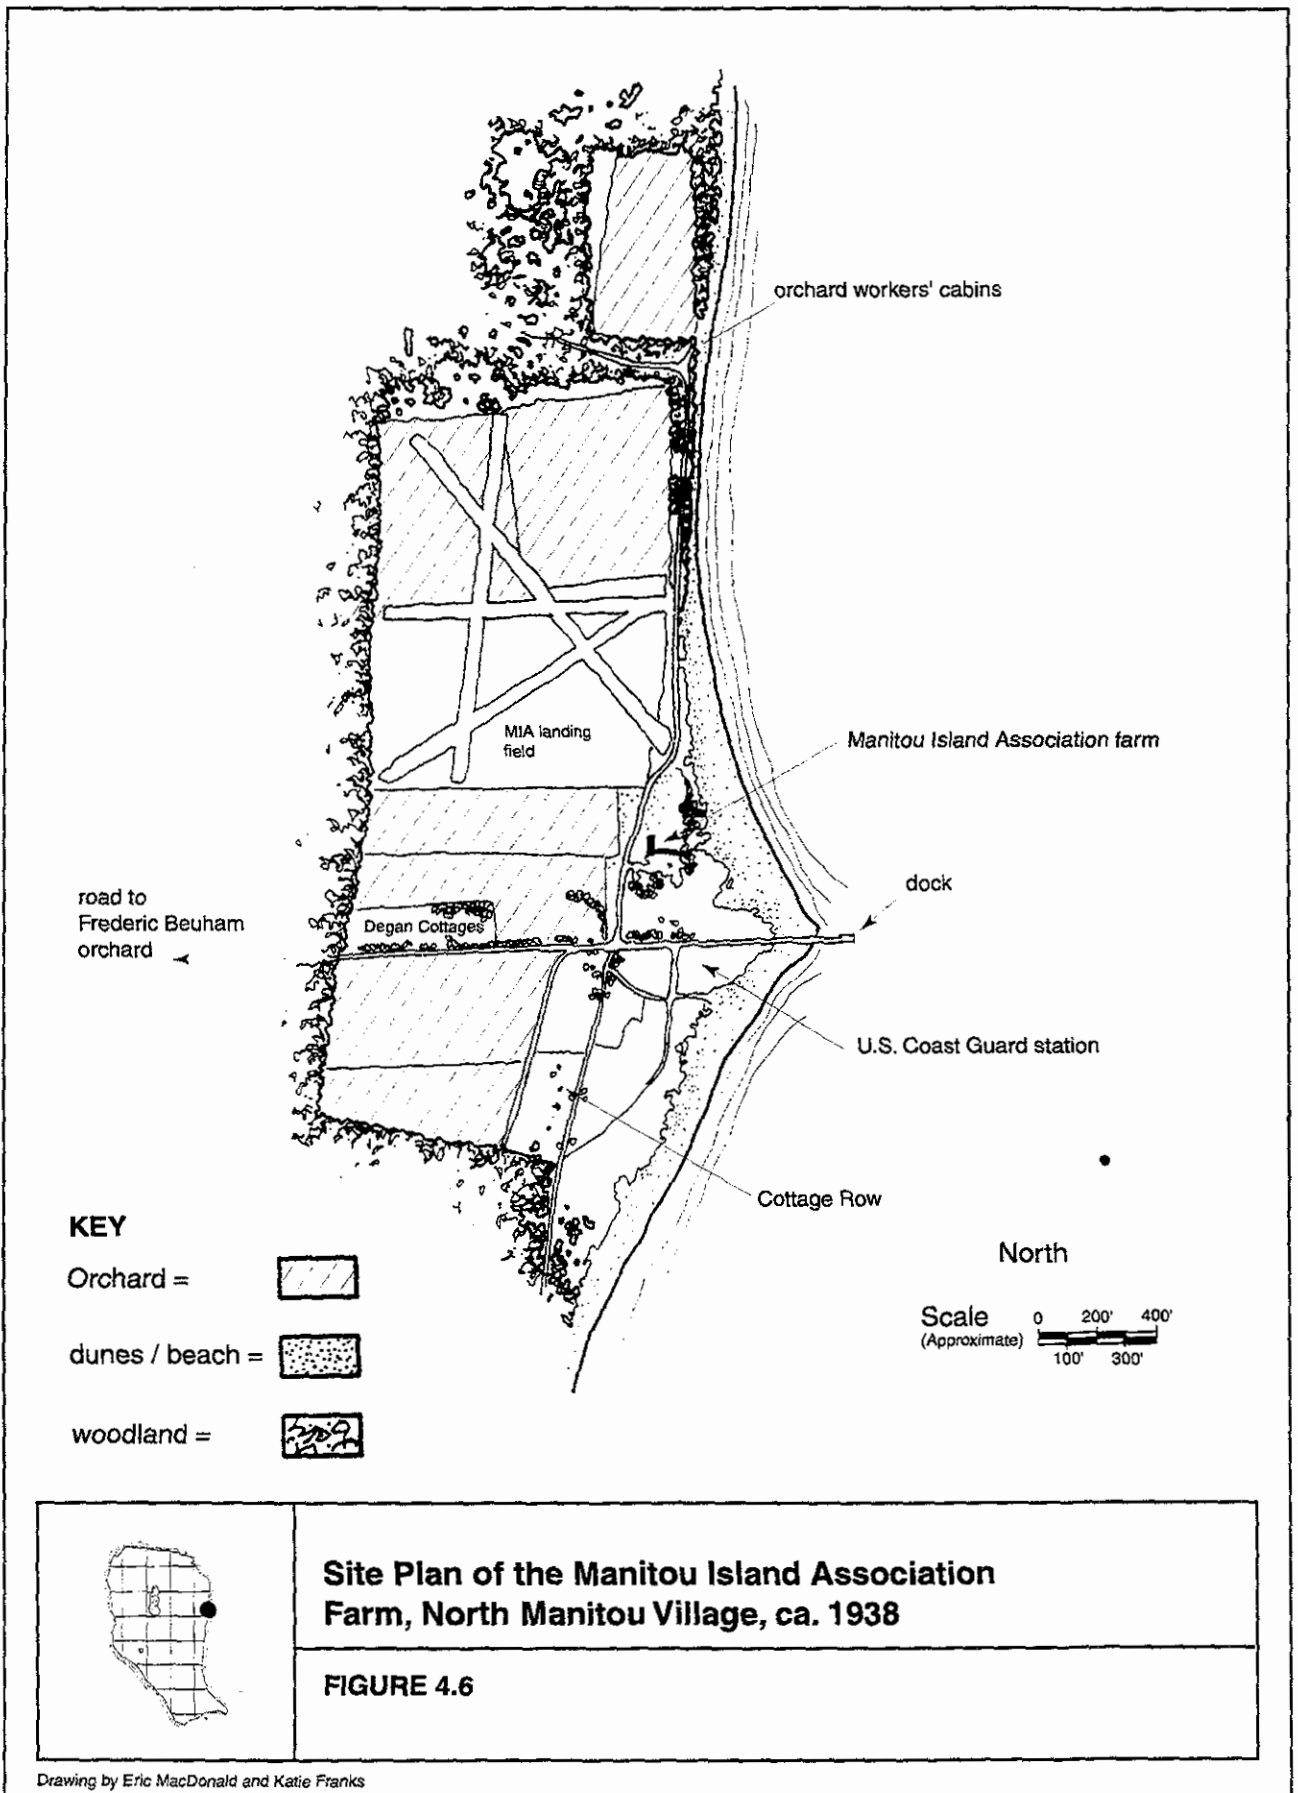 orchard workers' cabins
MIA landing
field
Manitou Island Association farm
road to
Frederic Beuham
orchard
Degan Cottages
dock
U.S. Coast Guard station
Cottage Row
KEY
Orchard =
dunes / beach =
woodland =
North
Scale
(Approximate)
0 200' 400'
100' 300'
Site Plan of the Manitou Island Association
Farm, North Manitou Village, ca. 1938
FIGURE 4.6
Drawing by Eric MacDonald and Katie Franks